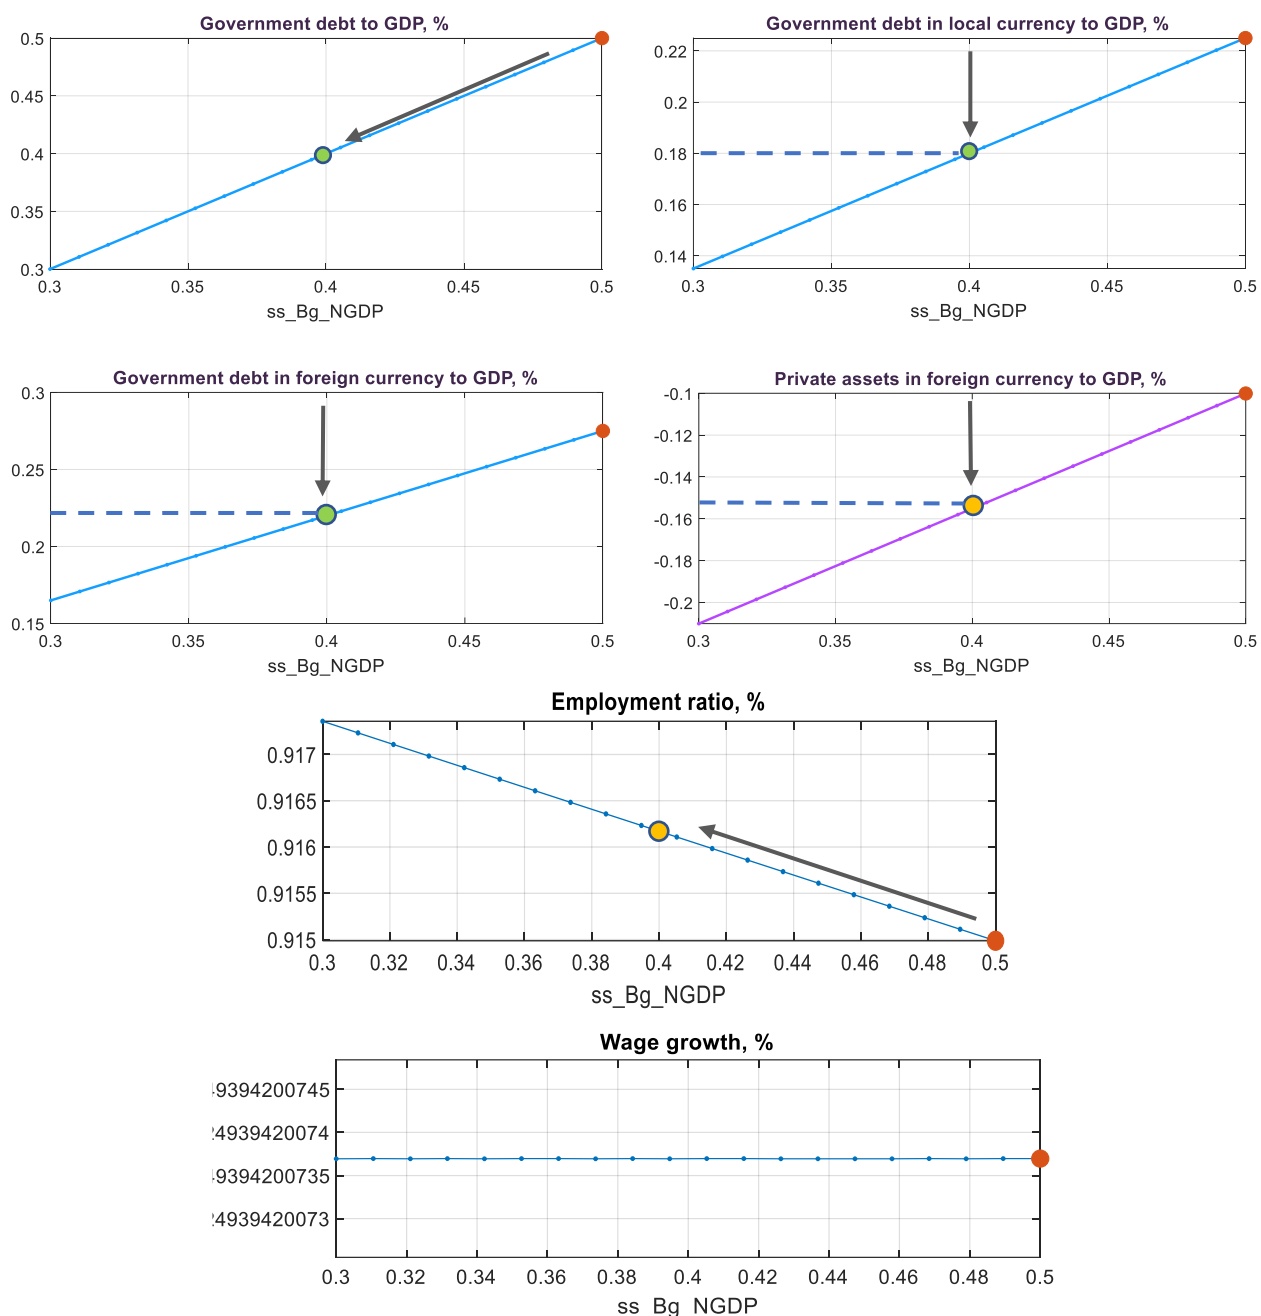 Government debt to GDP, %
0.5
0.45
0.4
0.35
0.3
0.3 0.35 0.4 0.45 0.5
ss_Bg_NGDP
Government debt in local currency to GDP, %
0.22
0.2
0.18
0.16
0.14
0.3 0.35 0.4 0.45 0.5
ss_Bg_NGDP
Government debt in foreign currency to GDP, %
0.3
0.25
0.2
0.15
0.3 0.35 0.4 0.45 0.5
ss_Bg_NGDP
Private assets in foreign currency to GDP, %
-0.1
-0.12
-0.14
-0.16
-0.18
-0.2
0.3 0.35 0.4 0.45 0.5
ss_Bg_NGDP
Employment ratio, %
0.917
0.9165
0.916
0.9155
0.915
0.3 0.32 0.34 0.36 0.38 0.4 0.42 0.44 0.46 0.48 0.5
ss_Bg_NGDP
Wage growth, %
49394200745
24939420074
49394200735
24939420073
0.3 0.32 0.34 0.36 0.38 0.4 0.42 0.44 0.46 0.48 0.5
ss_Bg_NGDP